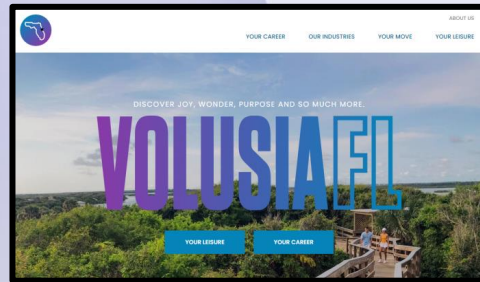 ABOUT US
YOUR CAREER OUR INDUSTRIES YOUR MOVE YOUR LEISURE
DISCOVER JOY, WONDER, PURPOSE AND SO MUCH MORE.
VOLUSIAFL
YOUR LEISURE YOUR CAREER